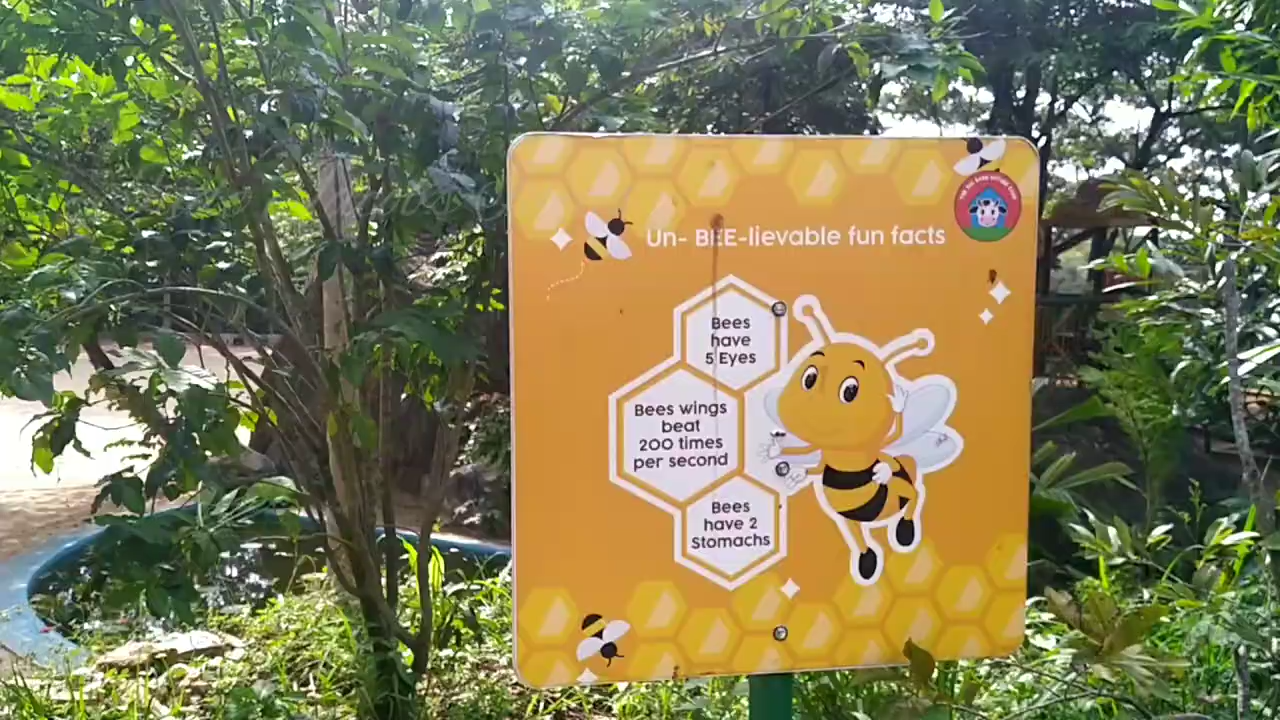 Un- BEE-lievable fun facts
Bees
have
5 Eyes
Bees wings
beat
200 times
per second
Bees
have 2
Stomachs